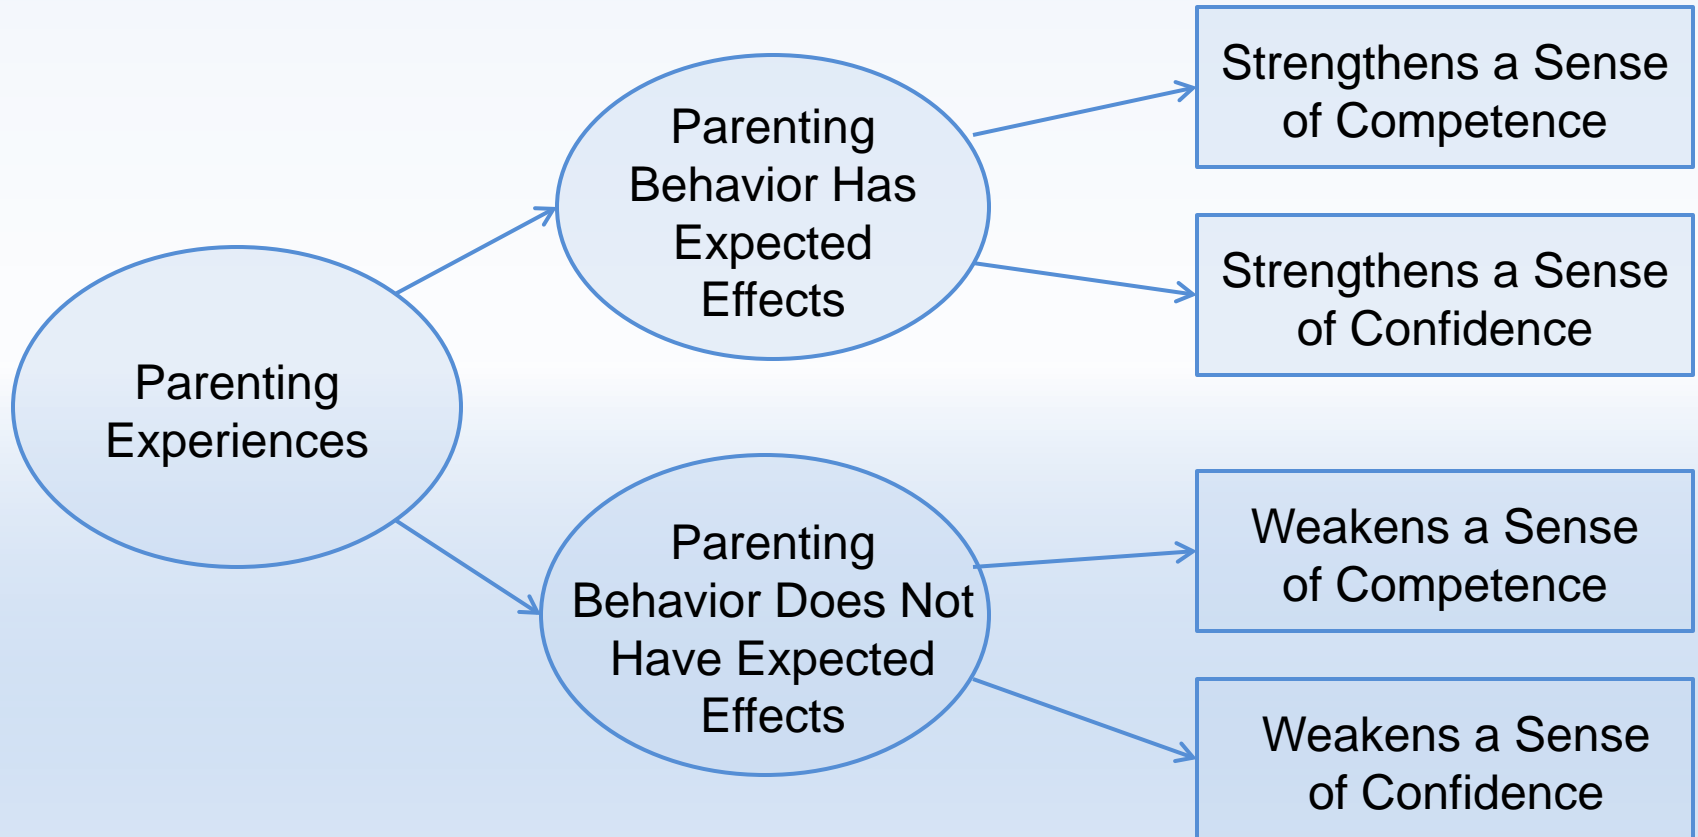 Parenting
Experiences
Parenting
Behavior Has
Expected
Effects
Strengthens a Sense
of Competence
Strengthens a Sense
of Confidence
Parenting
Behavior Does Not
Have Expected
Effects
Weakens a Sense
of Competence
Weakens a Sense
of Confidence